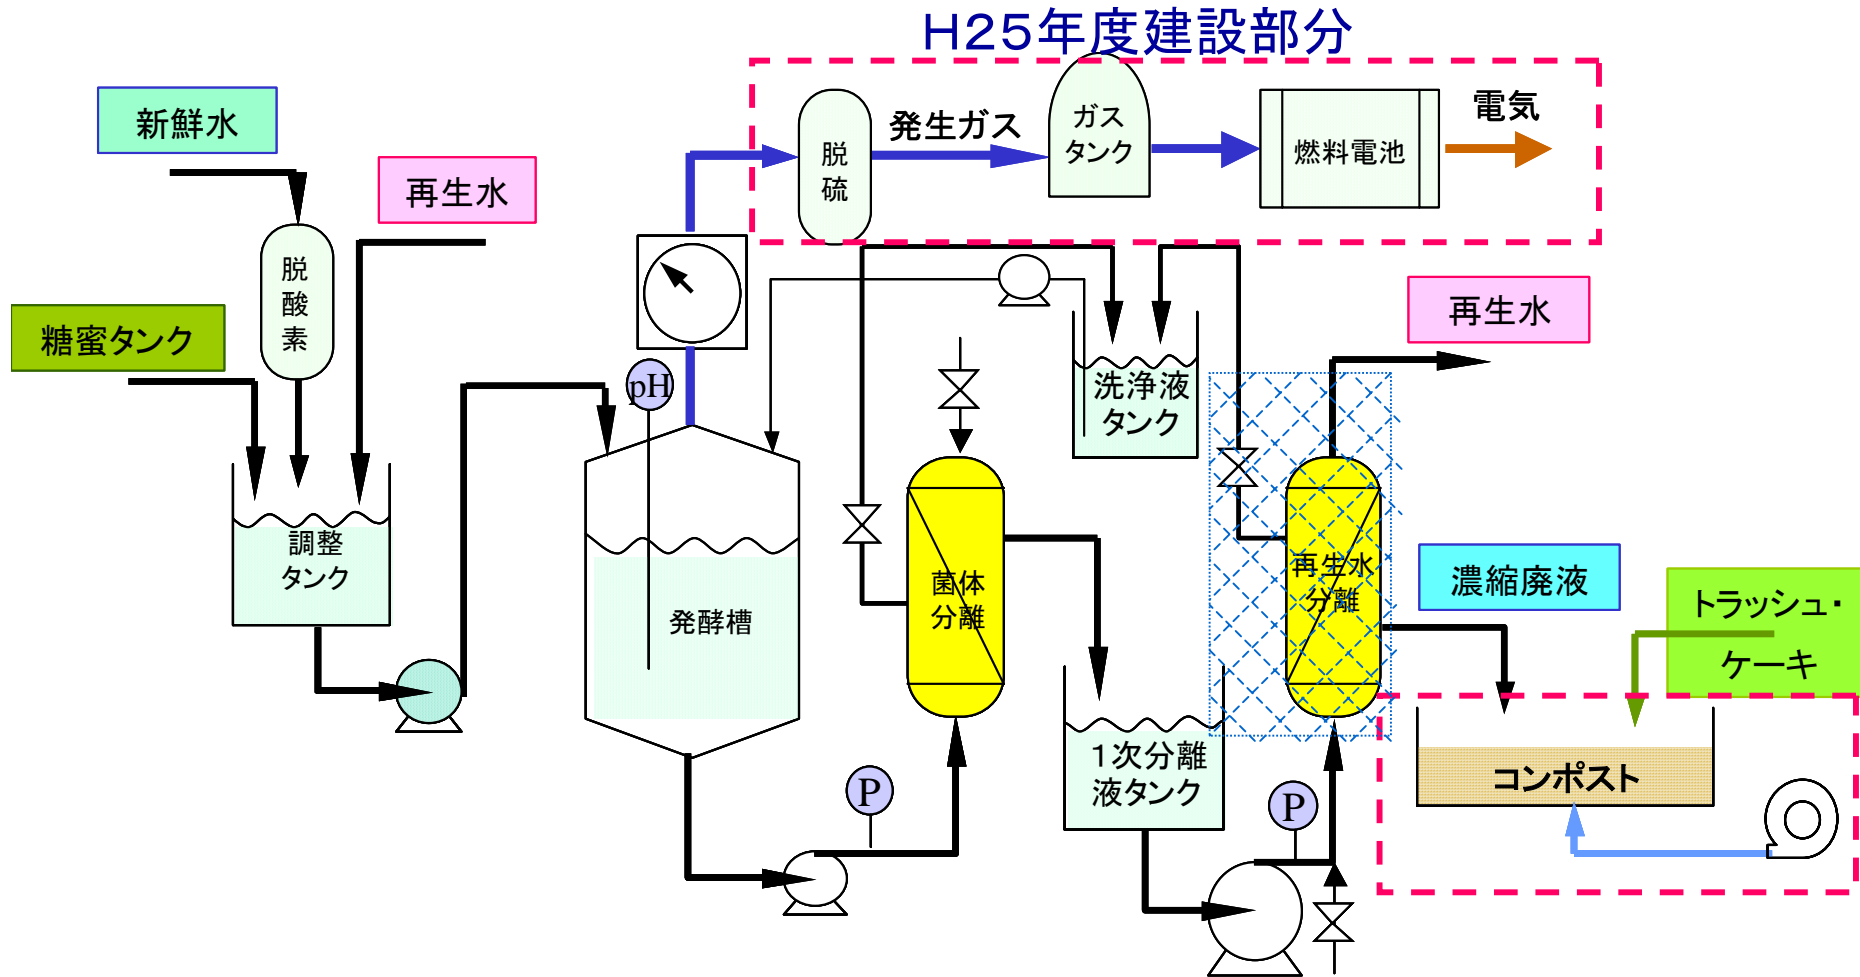 H25年度建設部分
新鮮水
再生水
脱
酸
素
糖蜜タンク
調整
タンク
pH
発酵槽
脱
硫
発生ガス
ガス
タンク
燃料電池
電気
洗浄液
タンク
菌体
分離
P
1次分離
液タンク
P
再生水
分離
再生水
濃縮廃液
トラッシュ・
ケーキ
コンポスト